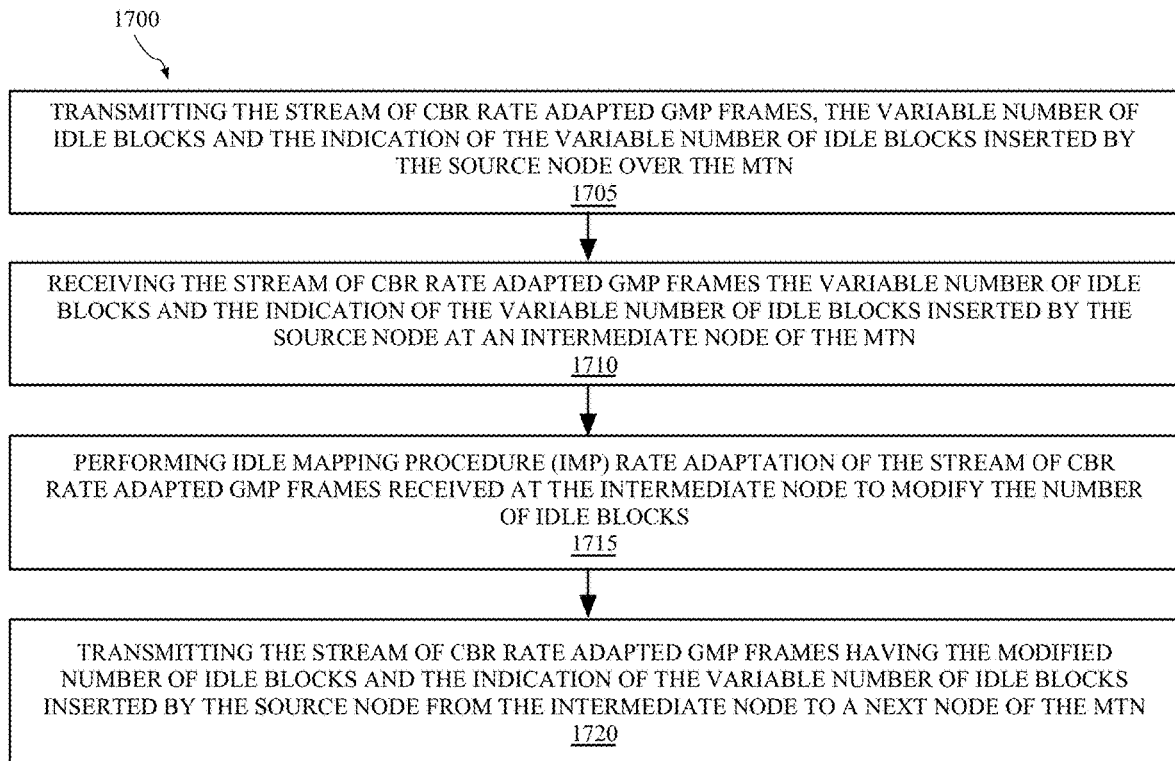 1700
TRANSMITTING THE STREAM OF CBR RATE ADAPTED GMP FRAMES, THE VARIABLE NUMBER OF
IDLE BLOCKS AND THE INDICATION OF THE VARIABLE NUMBER OF IDLE BLOCKS INSERTED BY
THE SOURCE NODE OVER THE MTN
1705
RECEIVING THE STREAM OF CBR RATE ADAPTED GMP FRAMES THE VARIABLE NUMBER OF IDLE
BLOCKS AND THE INDICATION OF THE VARIABLE NUMBER OF IDLE BLOCKS INSERTED BY THE
SOURCE NODE AT AN INTERMEDIATE NODE OF THE MTN
1710
PERFORMING IDLE MAPPING PROCEDURE (IMP) RATE ADAPTATION OF THE STREAM OF CBR
RATE ADAPTED GMP FRAMES RECEIVED AT THE INTERMEDIATE NODE TO MODIFY THE NUMBER
OF IDLE BLOCKS
1715
TRANSMITTING THE STREAM OF CBR RATE ADAPTED GMP FRAMES HAVING THE MODIFIED
NUMBER OF IDLE BLOCKS AND THE INDICATION OF THE VARIABLE NUMBER OF IDLE BLOCKS
INSERTED BY THE SOURCE NODE FROM THE INTERMEDIATE NODE TO A NEXT NODE OF THE MTN
1720